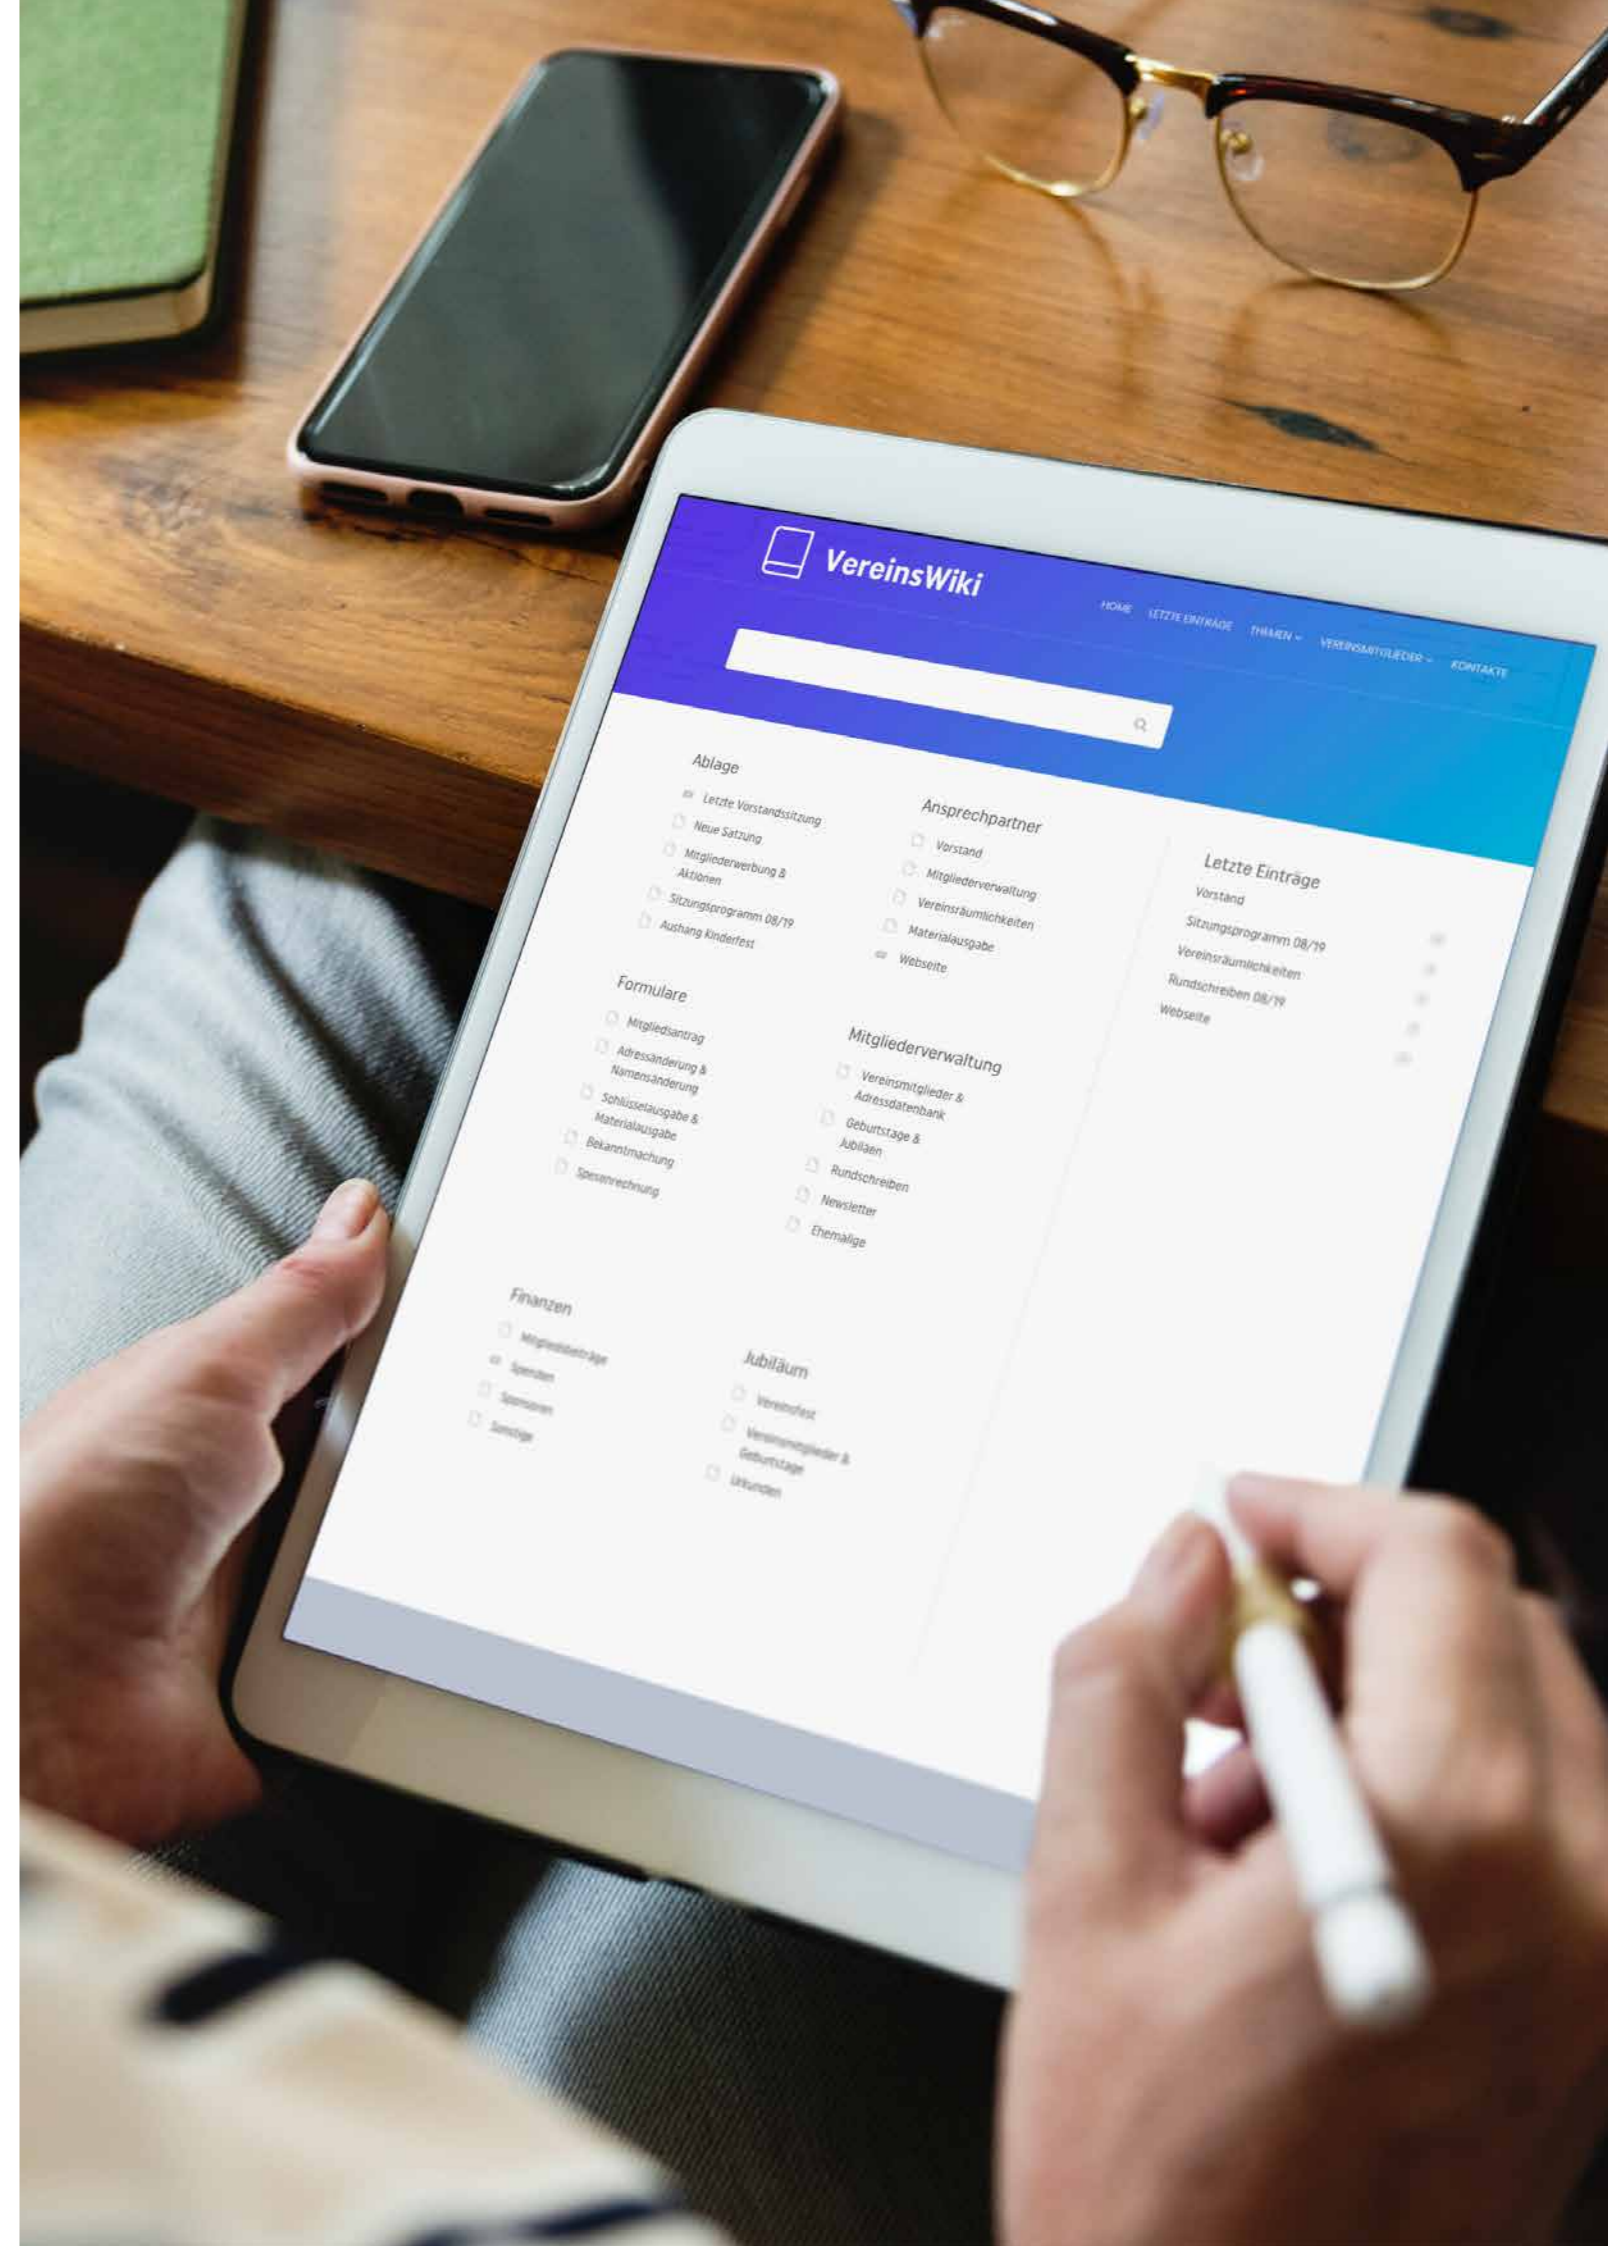 VereinsWiki
HOME LETZTE EINTRÄGE THEMEN VEREINSMITGLIEDER KONTAKTE
Ablage
Letzte Vorstandssitzung
Neue Satzung
Mitgliederwerbung &
Aktionen
Sitzungsprogramm 08/19
Aushang Kinderfest
Ansprechpartner
Vorstand
Mitgliederverwaltung
Vereinsräumlichkeiten
Materialausgabe
Webseite
Letzte Einträge
Vorstand
Sitzungsprogramm 08/19
Vereinsräumlichkeiten
Rundschreiben 08/19
Webseite
Formulare
Mitgliedsantrag
Adressänderung &
Namensänderung
Schlüsselausgabe &
Materialausgabe
Bekanntmachung
Spesenrechnung
Mitgliederverwaltung
Vereinsmitglieder &
Adressdatenbank
Geburtstage &
Jubiläen
Rundschreiben
Newsletter
Ehemalige
Finanzen
Mitgliedsbeiträge
Spenden
Sponsoren
Sonstige
Jubiläum
Vereinsfest
Vereinsmitglieder &
Geburtstage
Urkunden